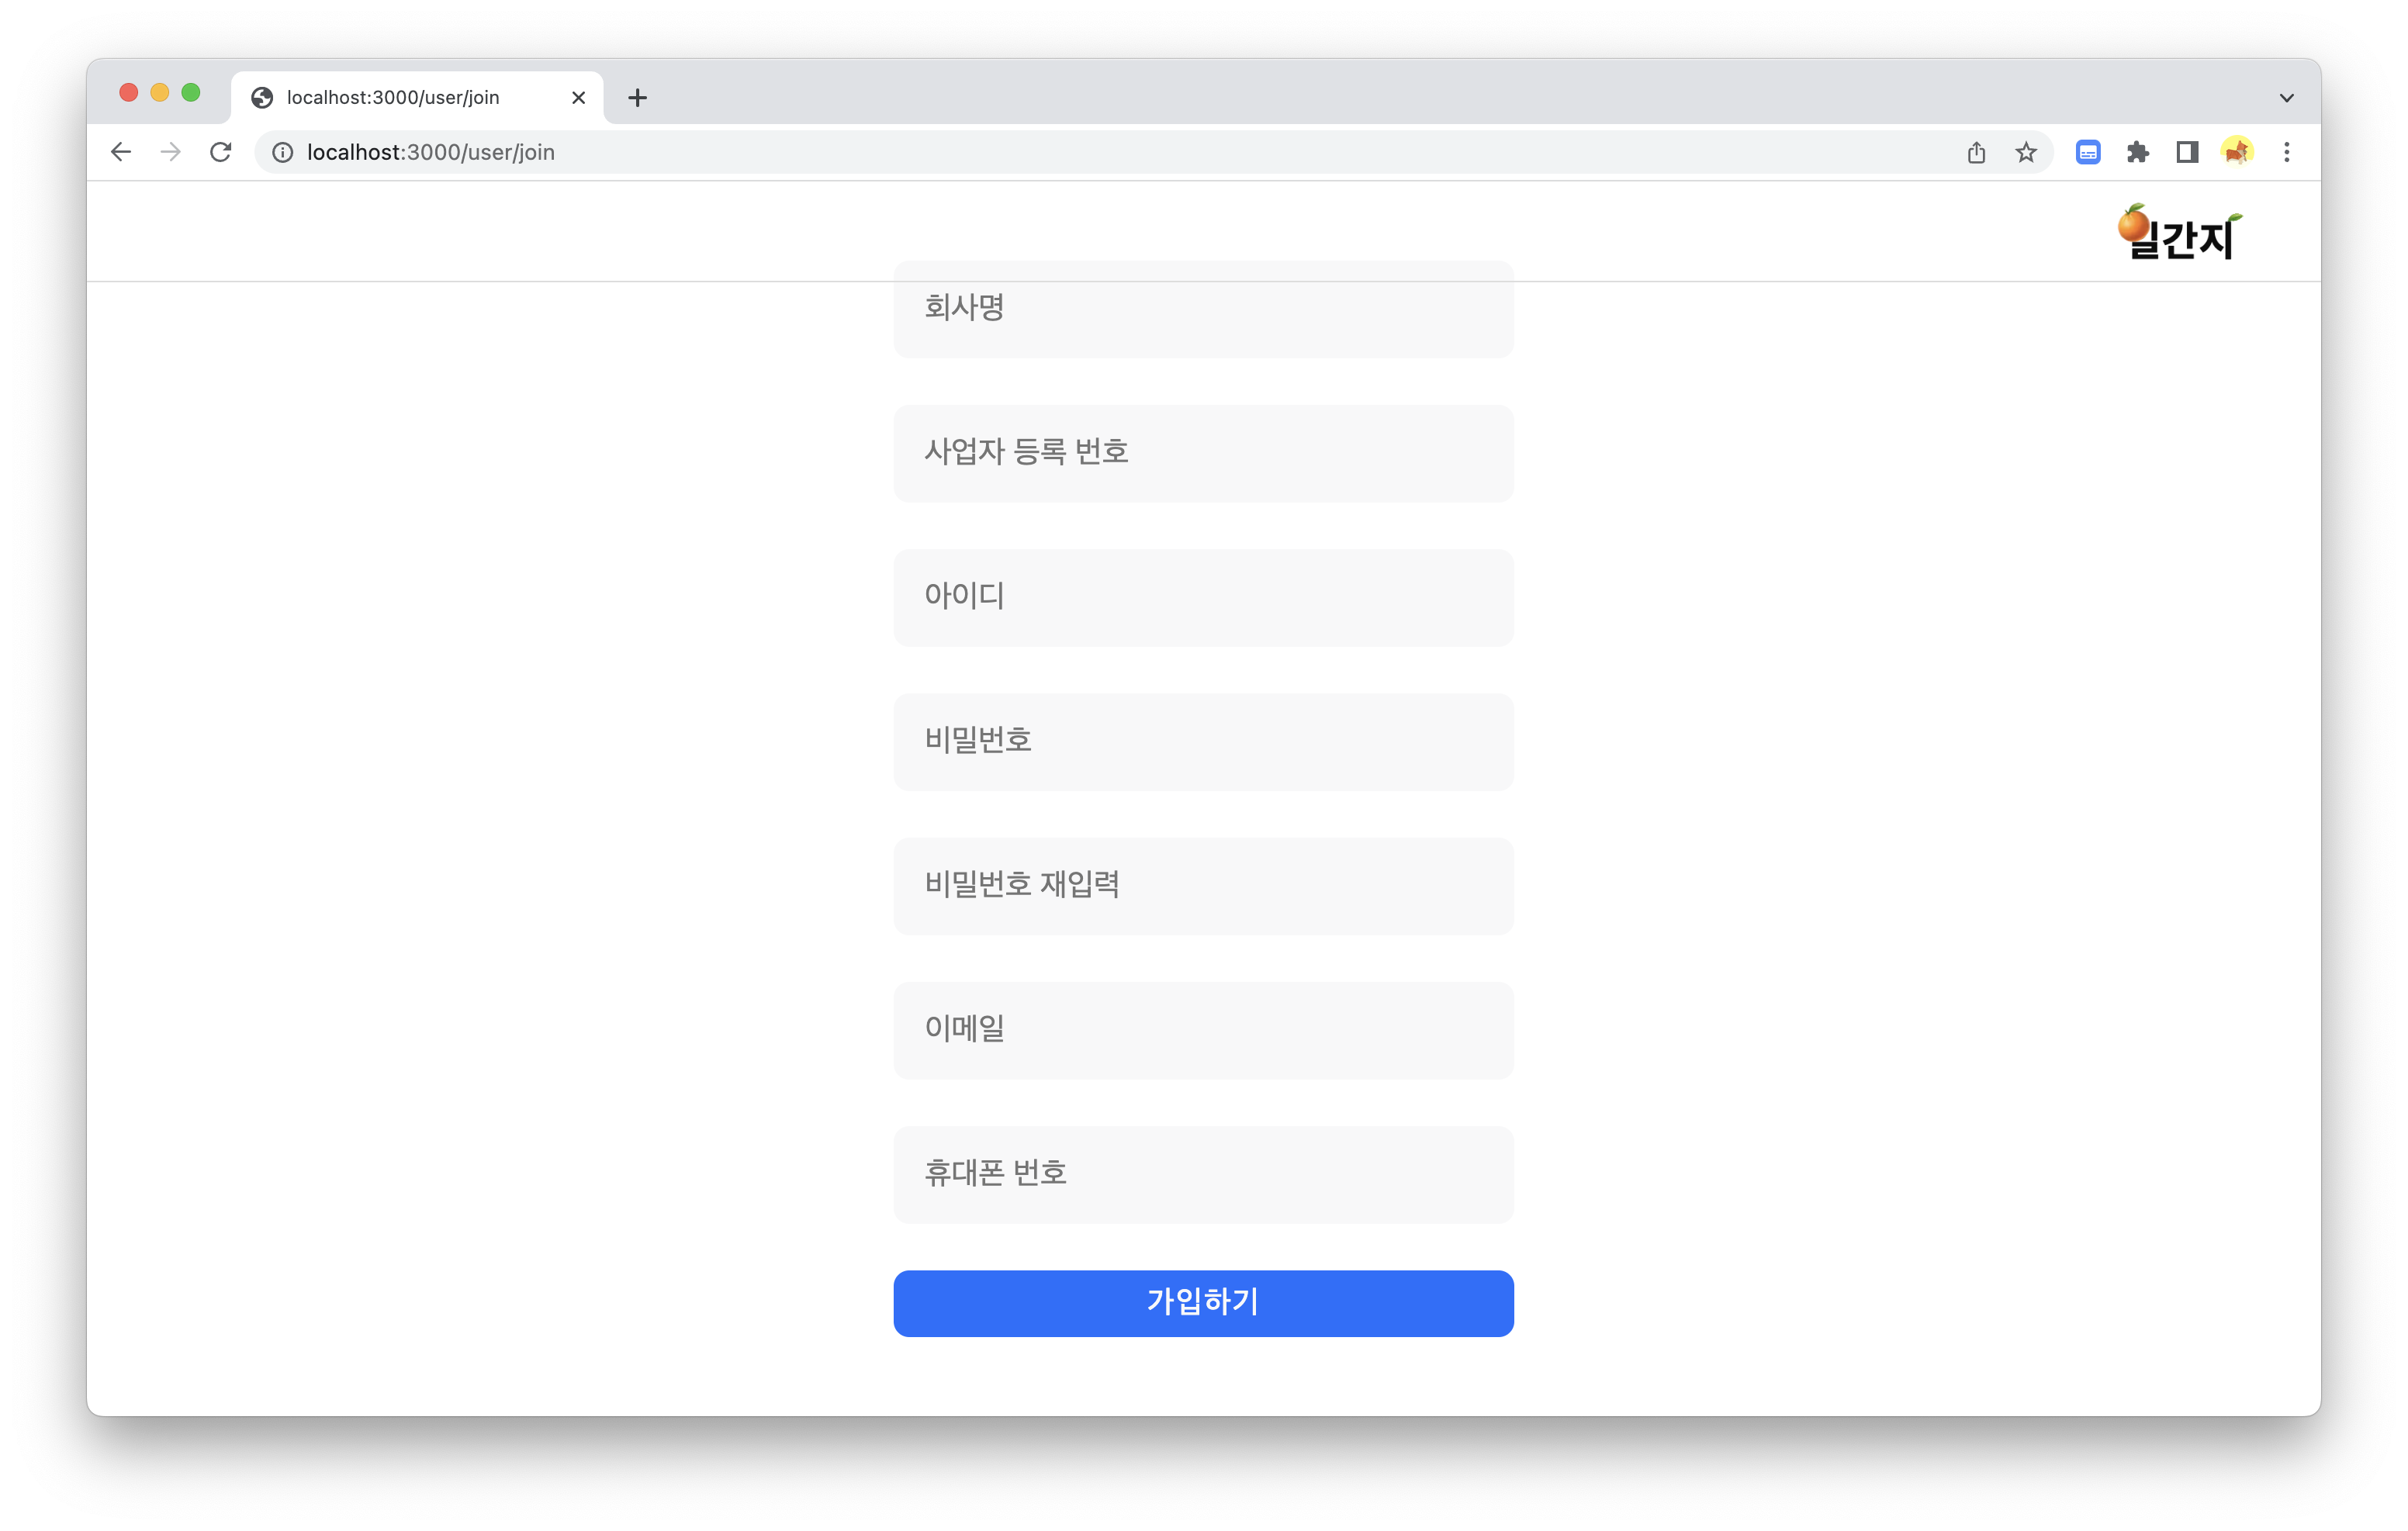 localhost:3000/user/join
localhost:3000/user/join
일간지
회사명
사업자 등록 번호
아이디
비밀번호
비밀번호 재입력
이메일
휴대폰 번호
가입하기